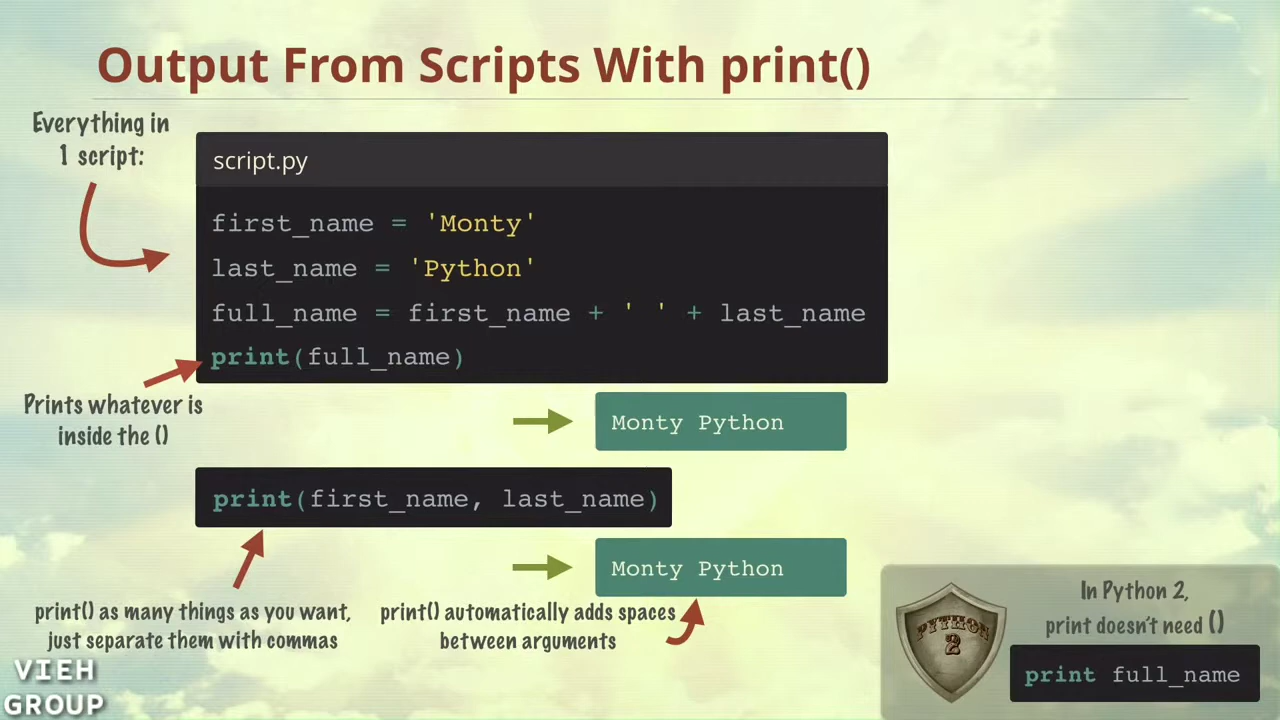 Output From Scripts With print()
Everything in
1 script:
script.py
first_name = 'Monty'
last_name = 'Python'
full_name = first_name + ' ' + last_name
print(full_name)
Prints whatever is
inside the ()
Monty Python
print(first_name, last_name)
Monty Python
print() as many things as you want,
just separate them with commas
print() automatically adds spaces
between arguments
In Python 2,
print doesn't need ()
PYTHON
2
print full_name
VIEH
GROUP